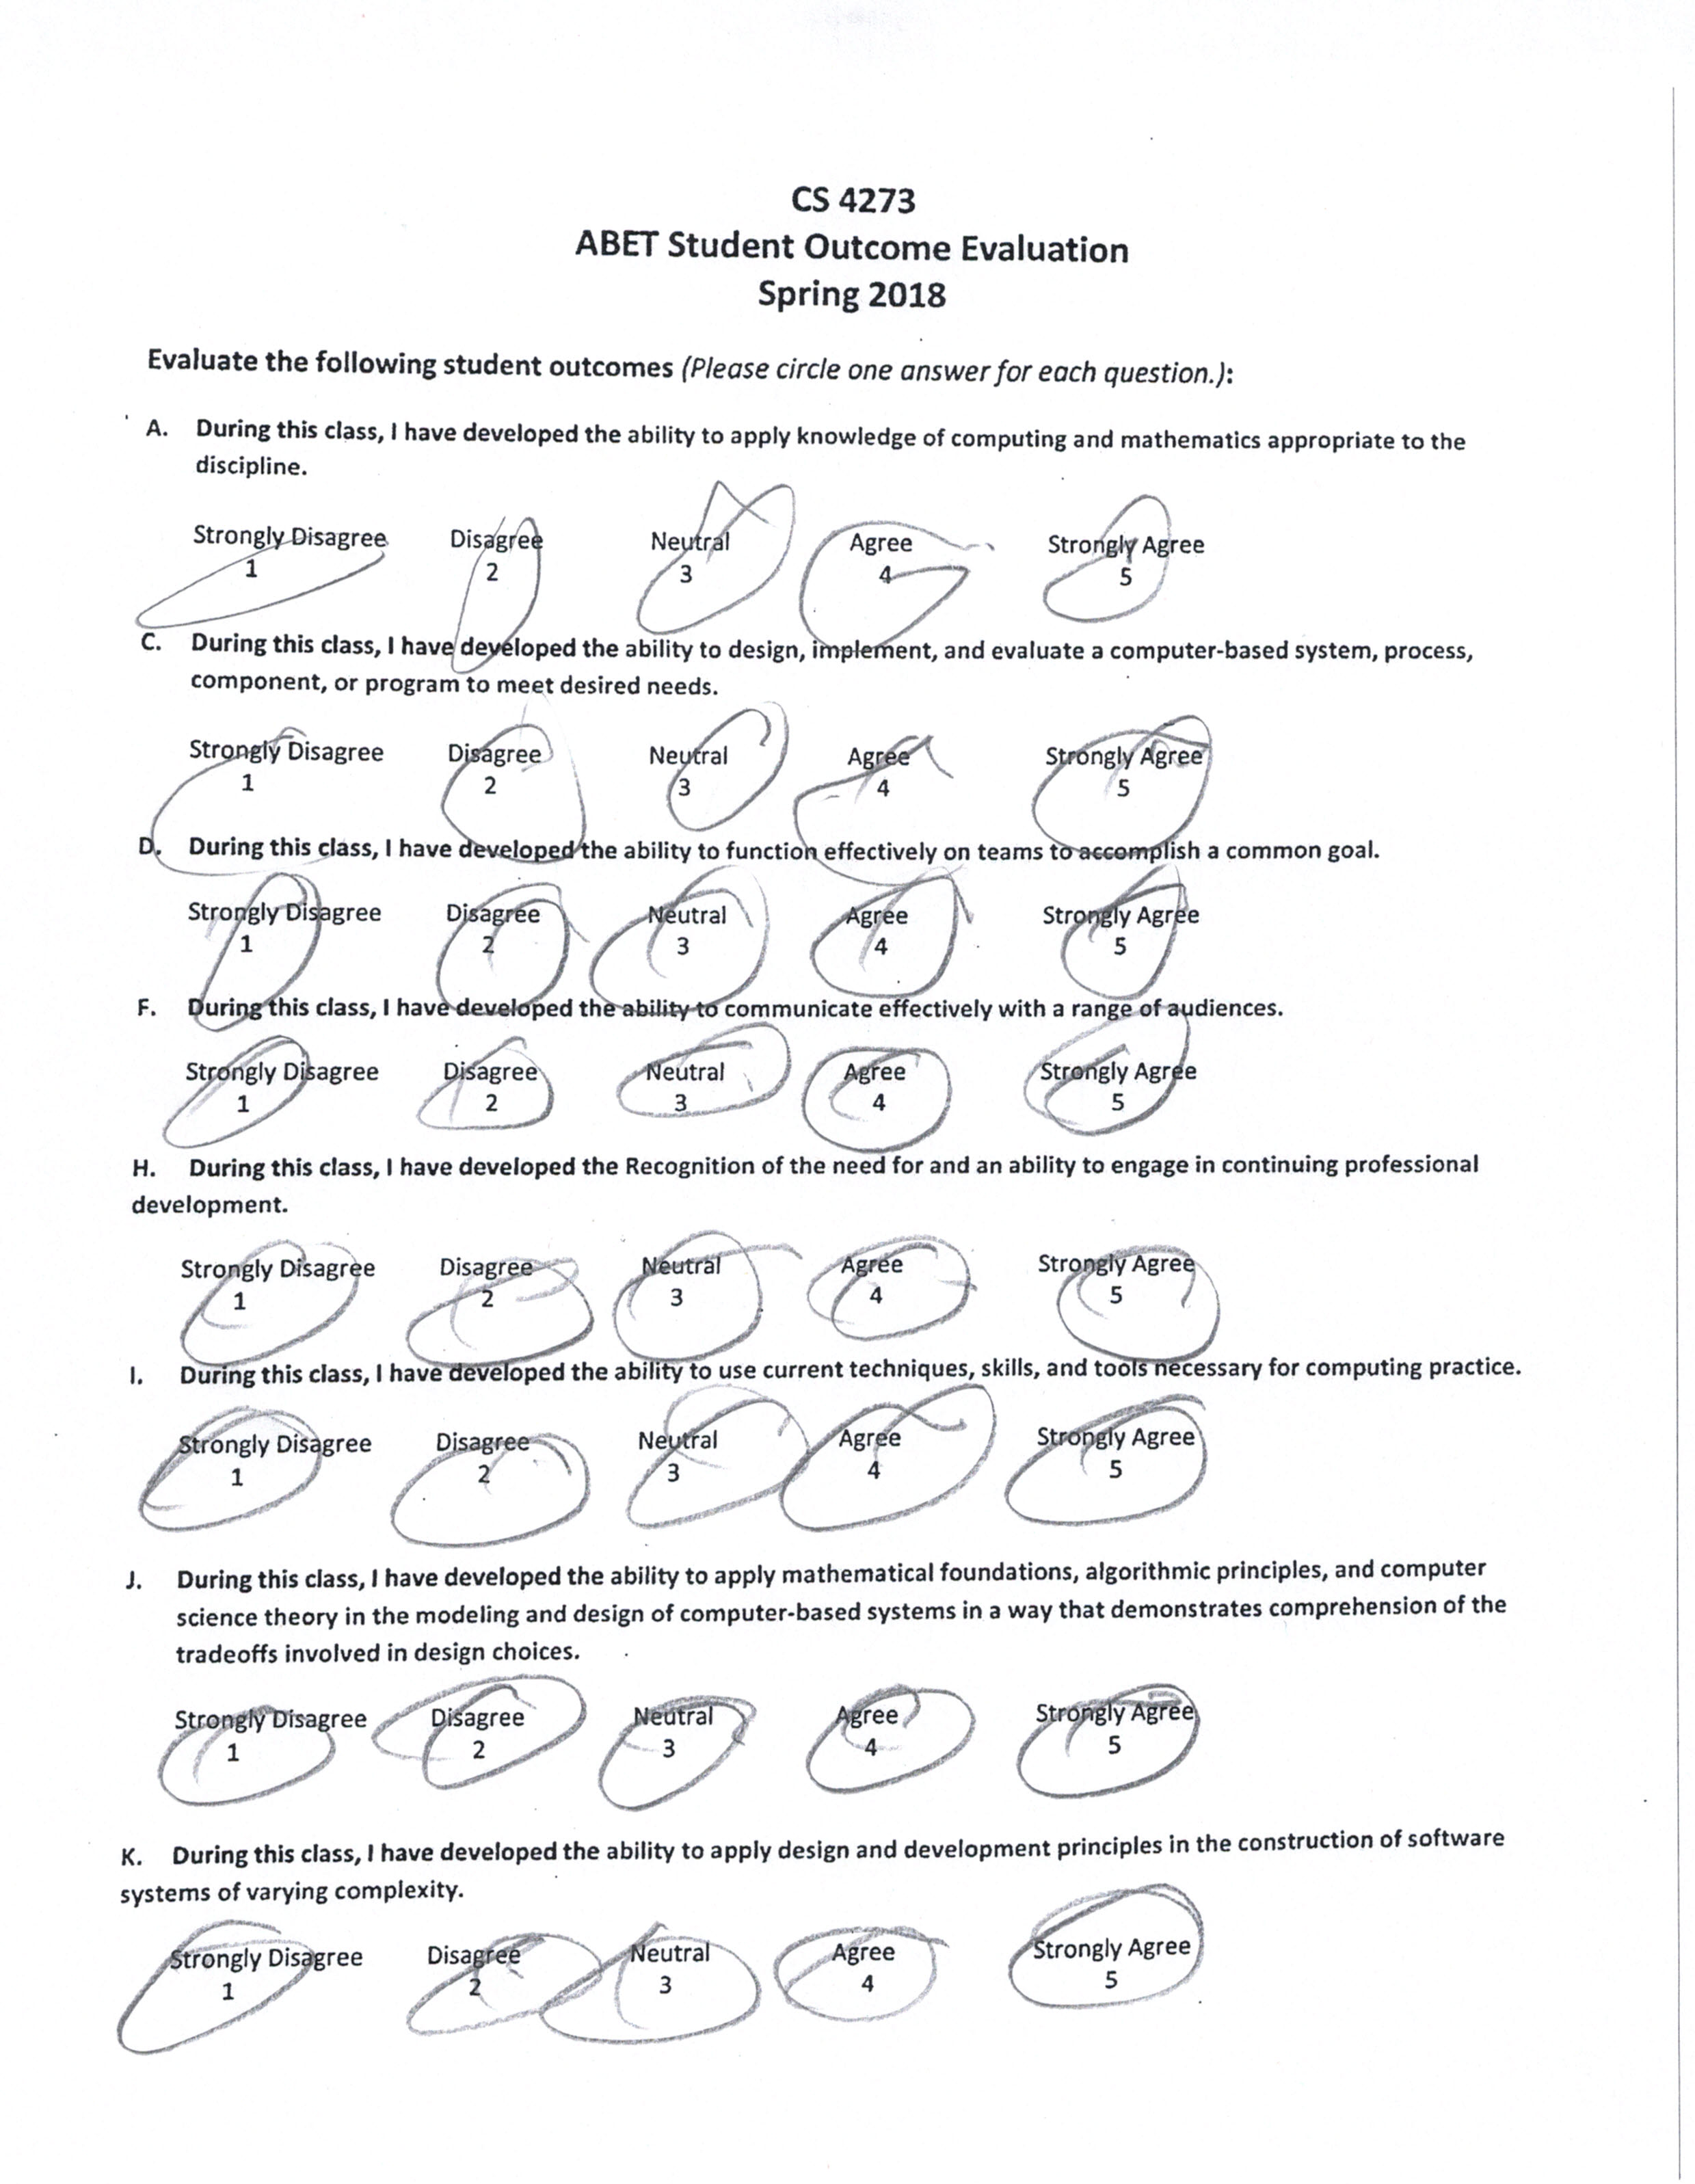 CS 4273
ABET Student Outcome Evaluation
Spring 2018
Evaluate the following student outcomes (Please circle one answer for each question.):
A. During this class, I have developed the ability to apply knowledge of computing and mathematics appropriate to the
discipline.
Strongly Disagree Disagree Neutral Agree Strongly Agree
1 2 3 4 5
C. During this class, I have developed the ability to design, implement, and evaluate a computer-based system, process,
component, or program to meet desired needs.
Strongly Disagree Disagree Neutral Agree Strongly Agree
1 2 3 4 5
D. During this class, I have developed the ability to function effectively on teams to accomplish a common goal.
Strongly Disagree Disagree Neutral Agree Strongly Agree
1 2 3 4 5
F. During this class, I have developed the ability to communicate effectively with a range of audiences.
Strongly Disagree Disagree Neutral Agree Strongly Agree
1 2 3 4 5
H. During this class, I have developed the Recognition of the need for and an ability to engage in continuing professional
development.
Strongly Disagree Disagree Neutral Agree Strongly Agree
1 2 3 4 5
I. During this class, I have developed the ability to use current techniques, skills, and tools necessary for computing practice.
Strongly Disagree Disagree Neutral Agree Strongly Agree
1 2 3 4 5
J. During this class, I have developed the ability to apply mathematical foundations, algorithmic principles, and computer
science theory in the modeling and design of computer-based systems in a way that demonstrates comprehension of the
tradeoffs involved in design choices.
Strongly Disagree Disagree Neutral Agree Strongly Agree
1 2 3 4 5
K. During this class, I have developed the ability to apply design and development principles in the construction of software
systems of varying complexity.
Strongly Disagree Disagree Neutral Agree Strongly Agree
1 2 3 4 5